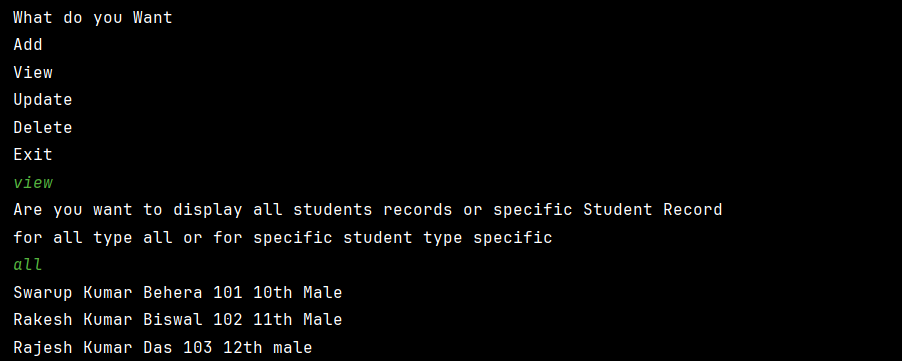 What do you Want
Add
View
Update
Delete
Exit
view
Are you want to display all students records or specific Student Record
for all type all or for specific student type specific
all
Swarup Kumar Behera 101 10th Male
Rakesh Kumar Biswal 102 11th Male
Rajesh Kumar Das 103 12th male